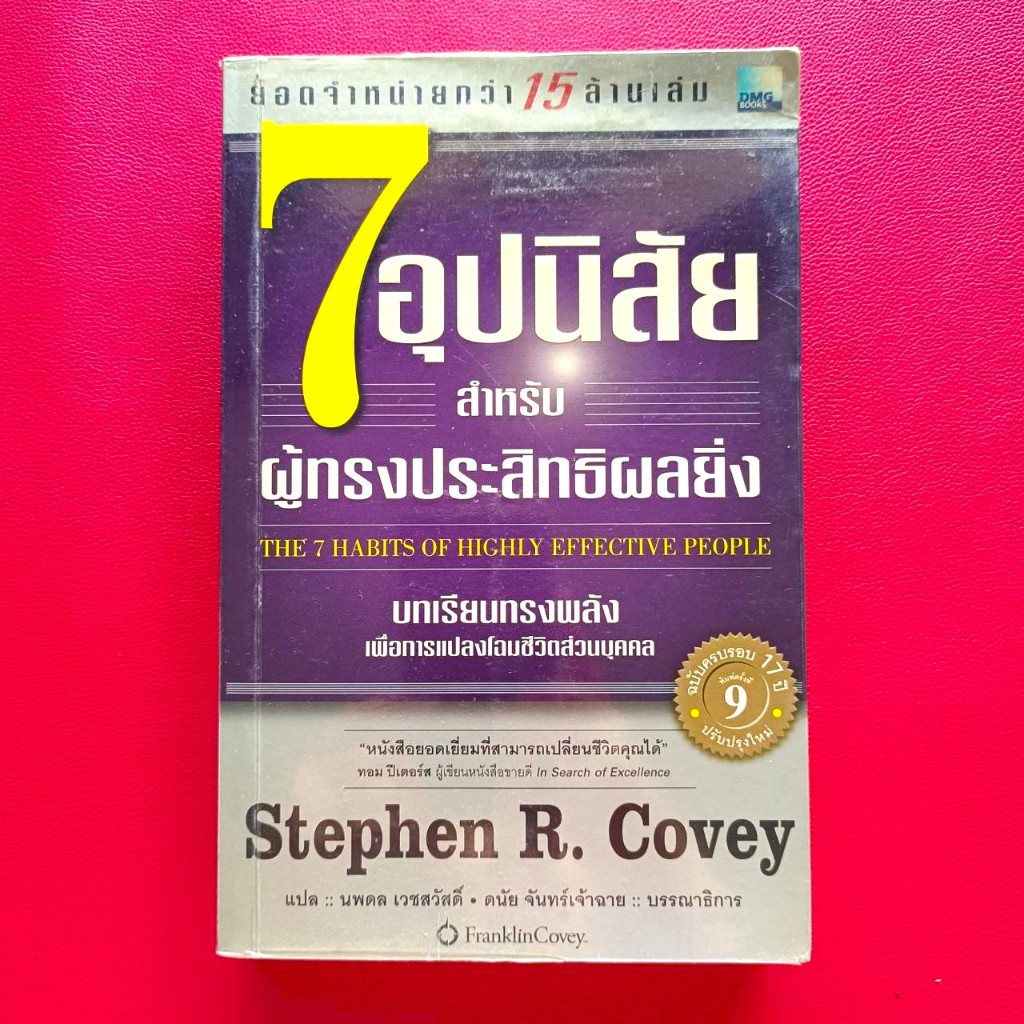 ยอดจำหน่ายกว่า 15 ล้านเล่ม
DMG
BOOKS
7 อุปนิสัย
สำหรับ
ผู้ทรงประสิทธิผลยิ่ง
THE 7 HABITS OF HIGHLY EFFECTIVE PEOPLE
บทเรียนทรงพลัง
เพื่อการแปลงโฉมชีวิตส่วนบุคคล
ฉบับครบรอบ 17 ปี
พิมพ์ครั้งที่
9
ปรับปรุงใหม่
“หนังสือยอดเยี่ยมที่สามารถเปลี่ยนชีวิตคุณได้”
ทอม ปีเตอร์ส ผู้เขียนหนังสือขายดี In Search of Excellence
Stephen R. Covey
แปล :: นพดล เวชสวัสดิ์ • ดนัย จันทร์เจ้าฉาย :: บรรณาธิการ
FranklinCovey.